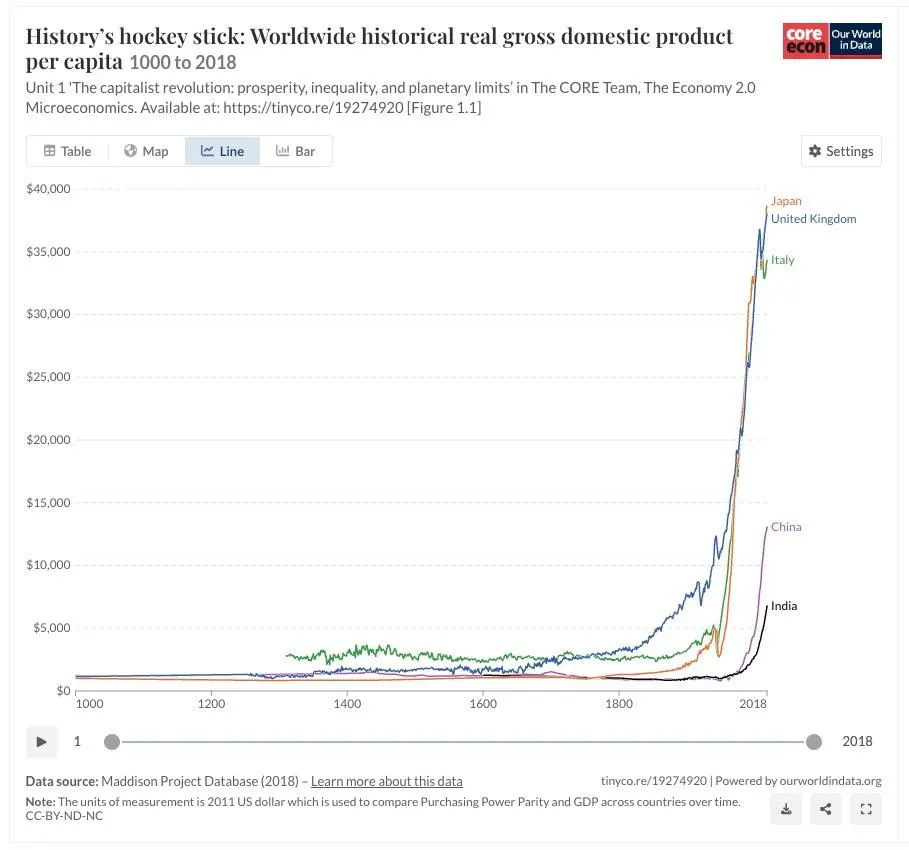 History's hockey stick: Worldwide historical real gross domestic product
per capita 1000 to 2018
core
econ
Our World
in Data
Unit 1 'The capitalist revolution: prosperity, inequality, and planetary limits' in The CORE Team, The Economy 2.0
Microeconomics. Available at: https://tinyco.re/19274920 [Figure 1.1]
Table
Map
Line
Bar
Settings
$40,000
$35,000
$30,000
$25,000
$20,000
$15,000
$10,000
$5,000
$0
Japan
United Kingdom
Italy
China
India
1000
1200
1400
1600
1800
2018
1
2018
Data source: Maddison Project Database (2018) – Learn more about this data
tinyco.re/19274920 | Powered by ourworldindata.org
Note: The units of measurement is 2011 US dollar which is used to compare Purchasing Power Parity and GDP across countries over time.
CC-BY-ND-NC